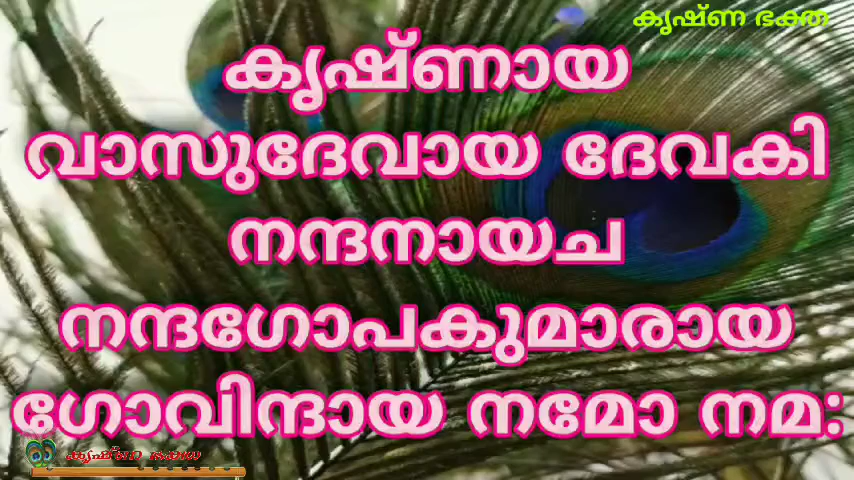 കൃഷ്ണ ഭക്ത
കൃഷ്ണായ
വാസുദേവായ ദേവകി
നന്ദനായച
നന്ദഗോപകുമാരായ
ഗോവിന്ദായ നമോ നമ: